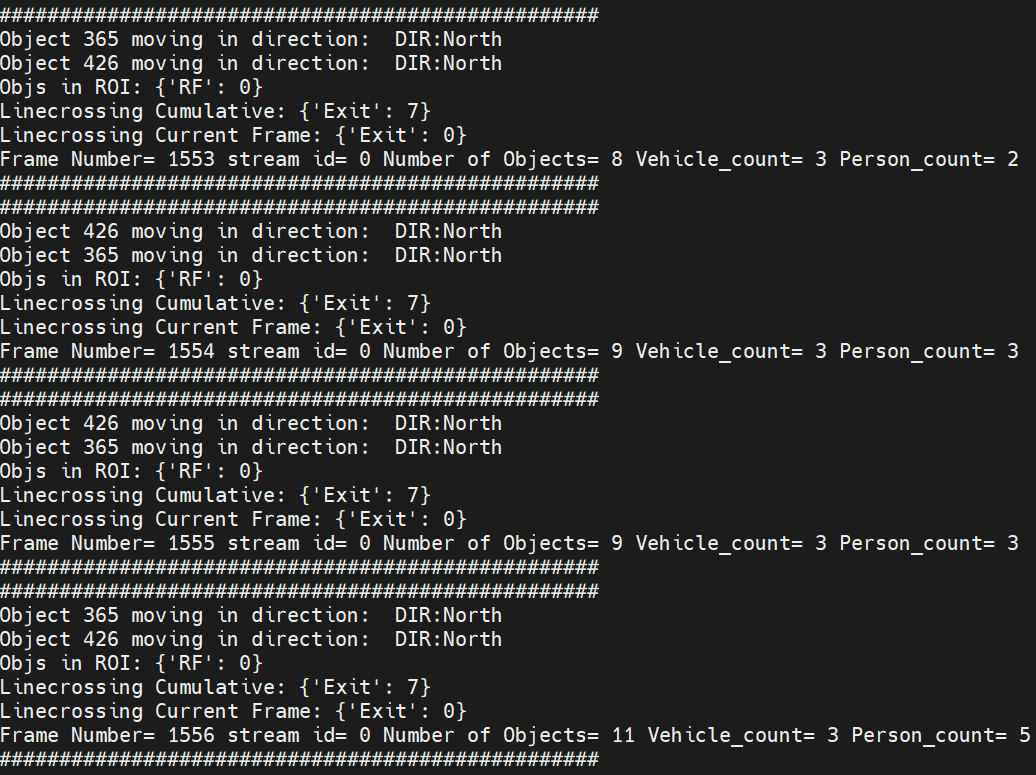 ##################################################
Object 365 moving in direction:  DIR:North
Object 426 moving in direction:  DIR:North
Objs in ROI: {'RF': 0}
Linecrossing Cumulative: {'Exit': 7}
Linecrossing Current Frame: {'Exit': 0}
Frame Number= 1553 stream id= 0 Number of Objects= 8 Vehicle_count= 3 Person_count= 2
##################################################
##################################################
Object 426 moving in direction:  DIR:North
Object 365 moving in direction:  DIR:North
Objs in ROI: {'RF': 0}
Linecrossing Cumulative: {'Exit': 7}
Linecrossing Current Frame: {'Exit': 0}
Frame Number= 1554 stream id= 0 Number of Objects= 9 Vehicle_count= 3 Person_count= 3
##################################################
##################################################
Object 426 moving in direction:  DIR:North
Object 365 moving in direction:  DIR:North
Objs in ROI: {'RF': 0}
Linecrossing Cumulative: {'Exit': 7}
Linecrossing Current Frame: {'Exit': 0}
Frame Number= 1555 stream id= 0 Number of Objects= 9 Vehicle_count= 3 Person_count= 3
##################################################
##################################################
Object 365 moving in direction:  DIR:North
Object 426 moving in direction:  DIR:North
Objs in ROI: {'RF': 0}
Linecrossing Cumulative: {'Exit': 7}
Linecrossing Current Frame: {'Exit': 0}
Frame Number= 1556 stream id= 0 Number of Objects= 11 Vehicle_count= 3 Person_count= 5
##################################################